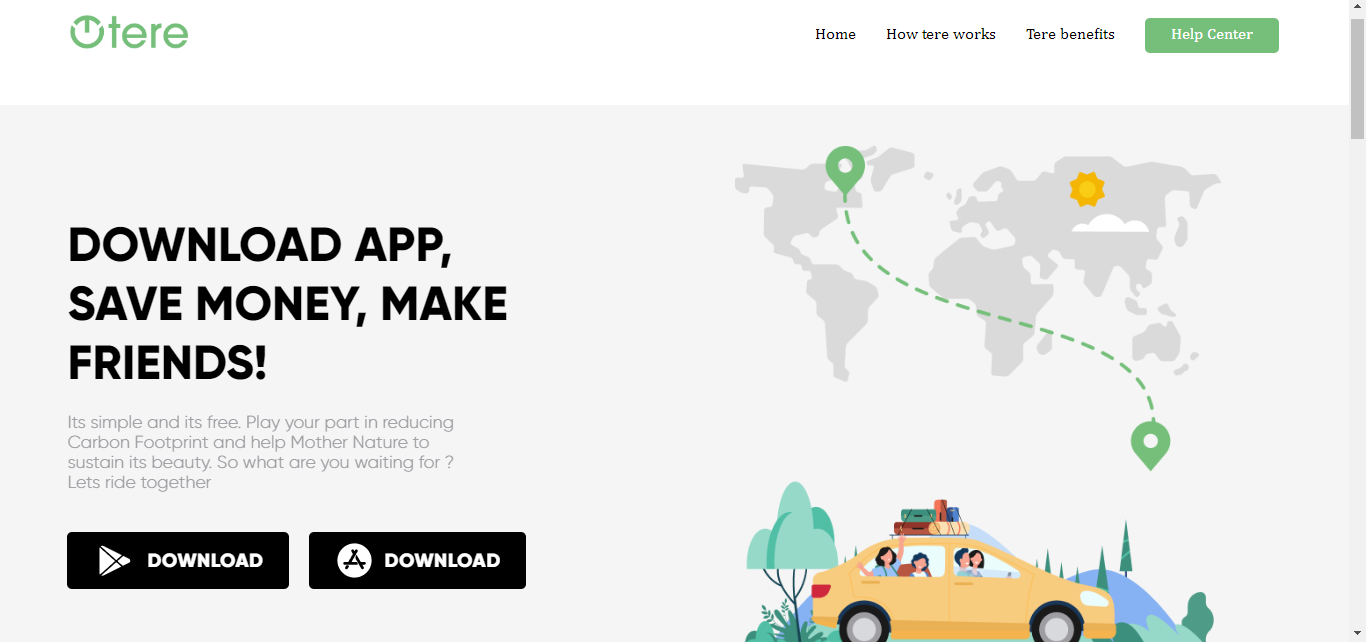 tere
Home How tere works Tere benefits Help Center
DOWNLOAD APP,
SAVE MONEY, MAKE
FRIENDS!
Its simple and its free. Play your part in reducing
Carbon Footprint and help Mother Nature to
sustain its beauty. So what are you waiting for ?
Lets ride together
DOWNLOAD DOWNLOAD